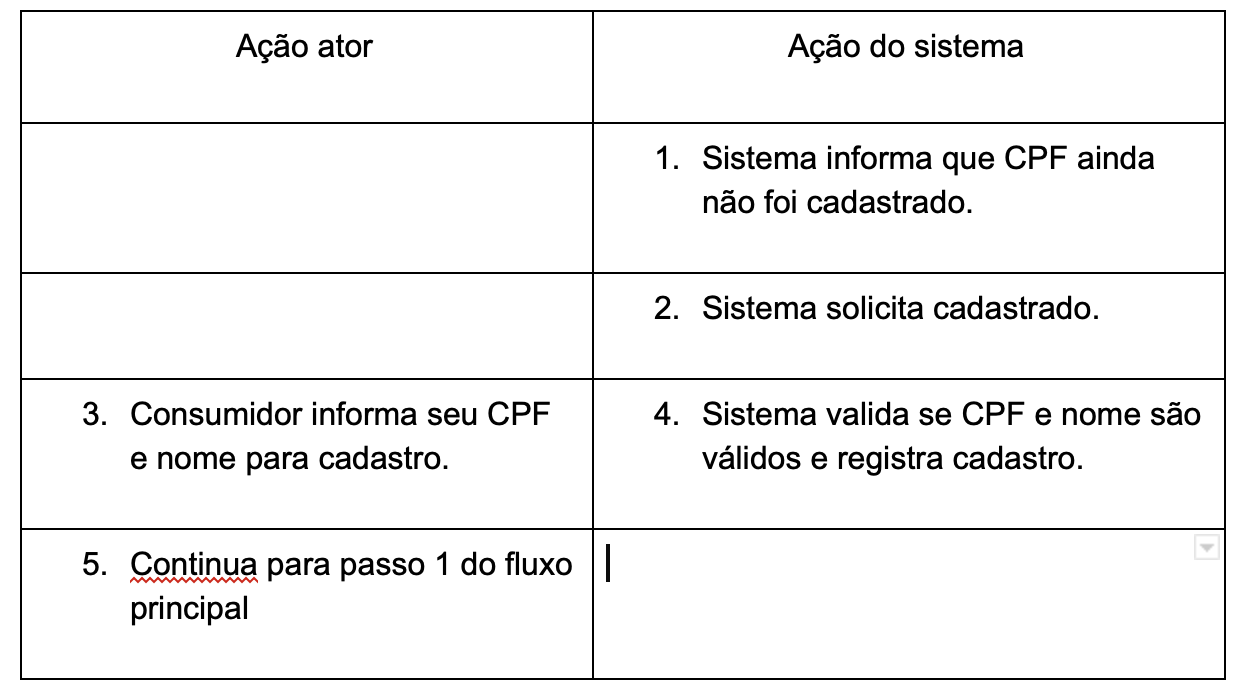 Ação ator
Ação do sistema
1. Sistema informa que CPF ainda
não foi cadastrado.
2. Sistema solicita cadastrado.
3. Consumidor informa seu CPF
e nome para cadastro.
4. Sistema valida se CPF e nome são
válidos e registra cadastro.
5. Continua para passo 1 do fluxo
principal